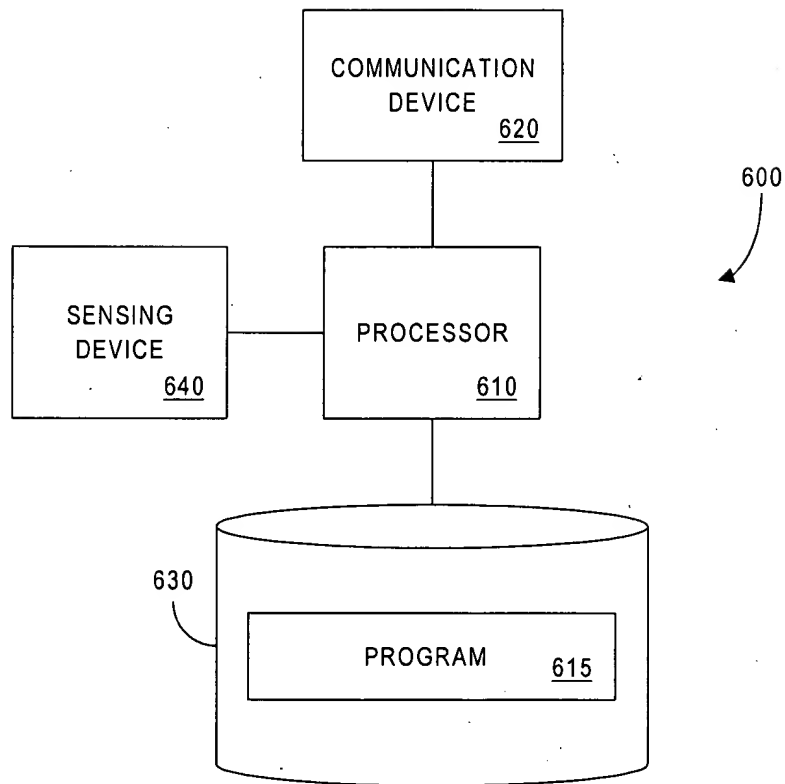 COMMUNICATION
DEVICE
620
600
SENSING
DEVICE
640
PROCESSOR
610
630
PROGRAM
615